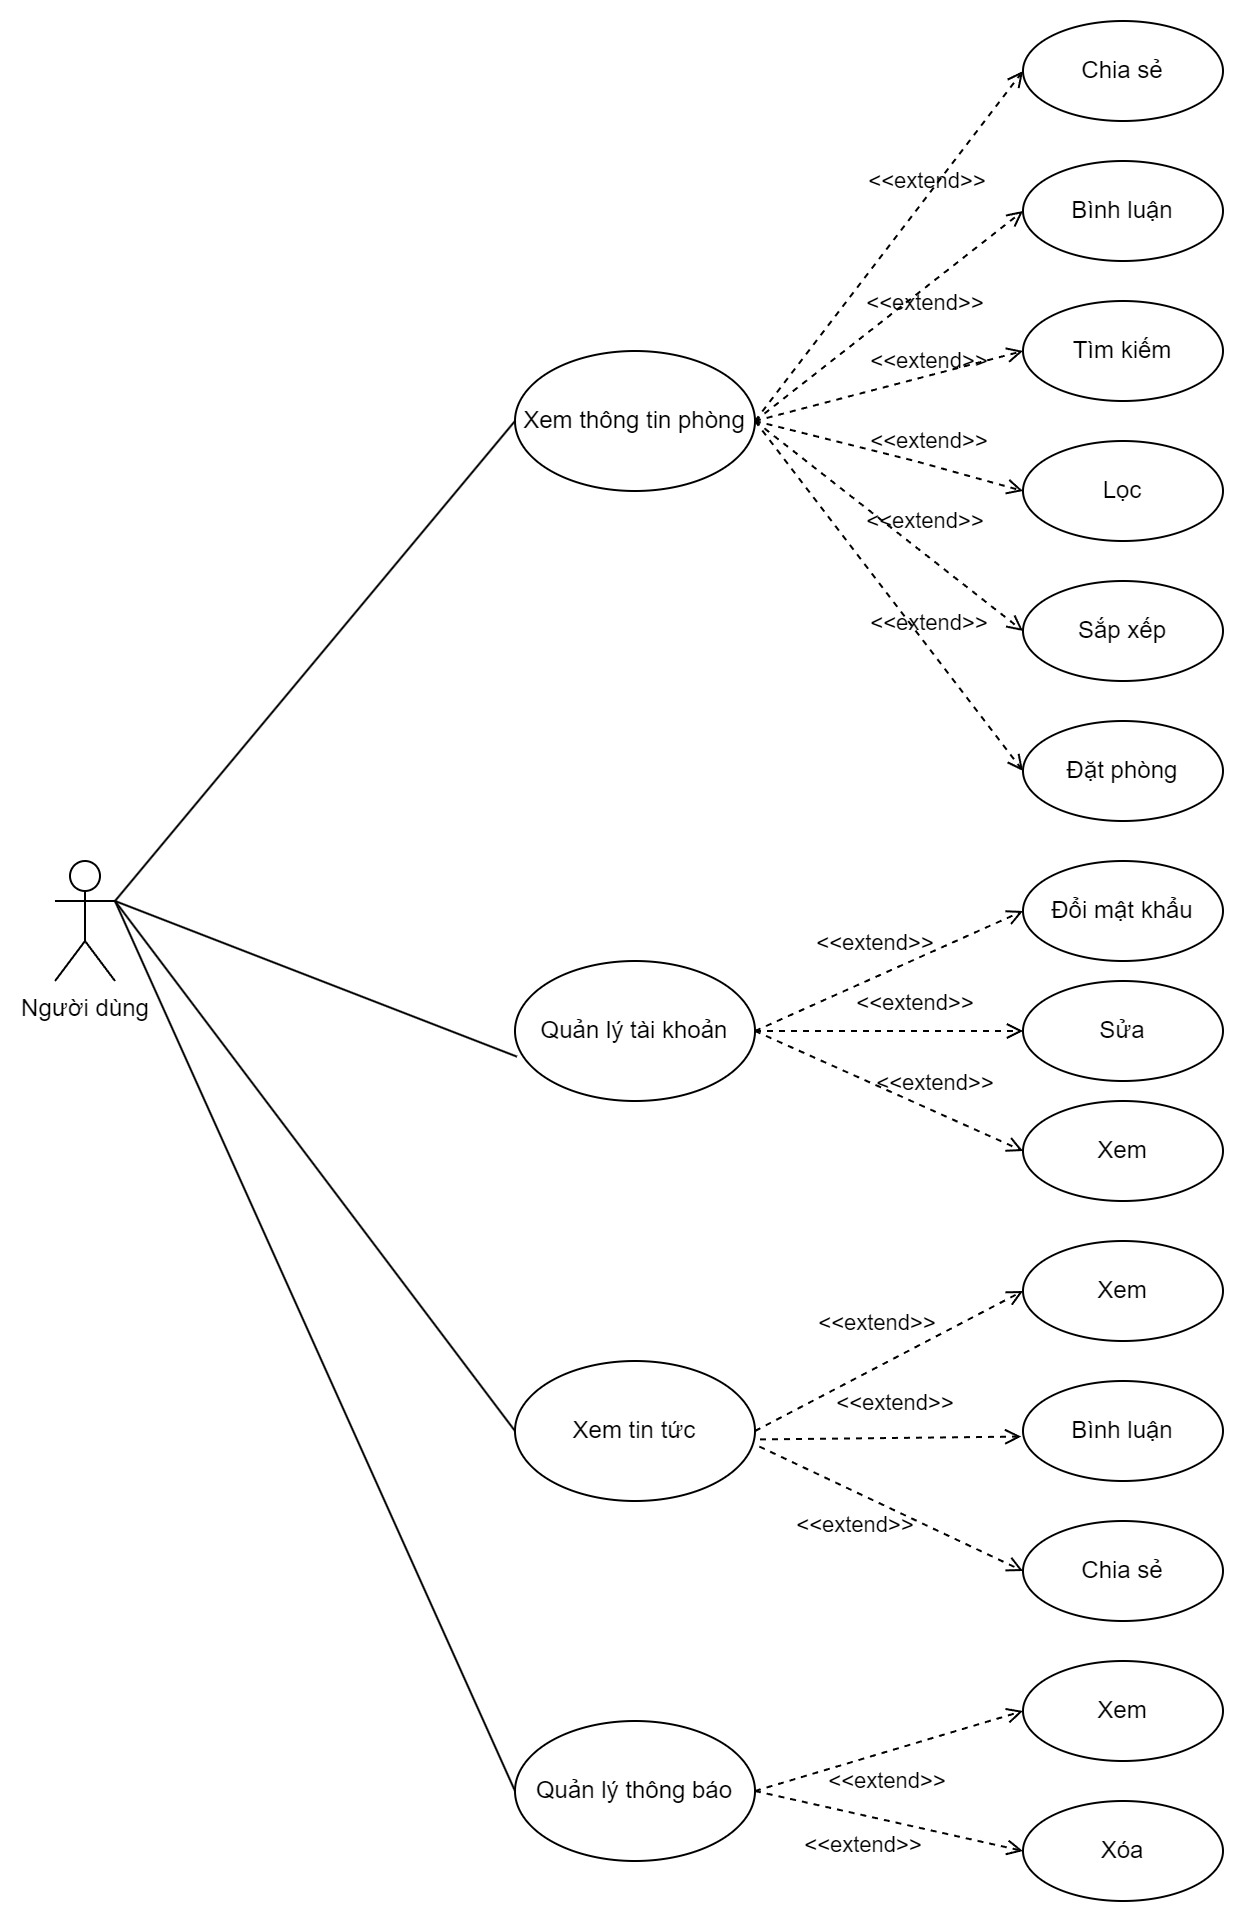 Chia sẻ
<<extend>>
Bình luận
<<extend>>
Tìm kiếm
<<extend>>
Xem thông tin phòng
<<extend>>
Lọc
<<extend>>
Sắp xếp
<<extend>>
Đặt phòng
Đổi mật khẩu
<<extend>>
<<extend>>
Người dùng
Quản lý tài khoản
Sửa
<<extend>>
Xem
Xem
<<extend>>
<<extend>>
Xem tin tức
Bình luận
<<extend>>
Chia sẻ
Xem
<<extend>>
Quản lý thông báo
<<extend>>
Xóa